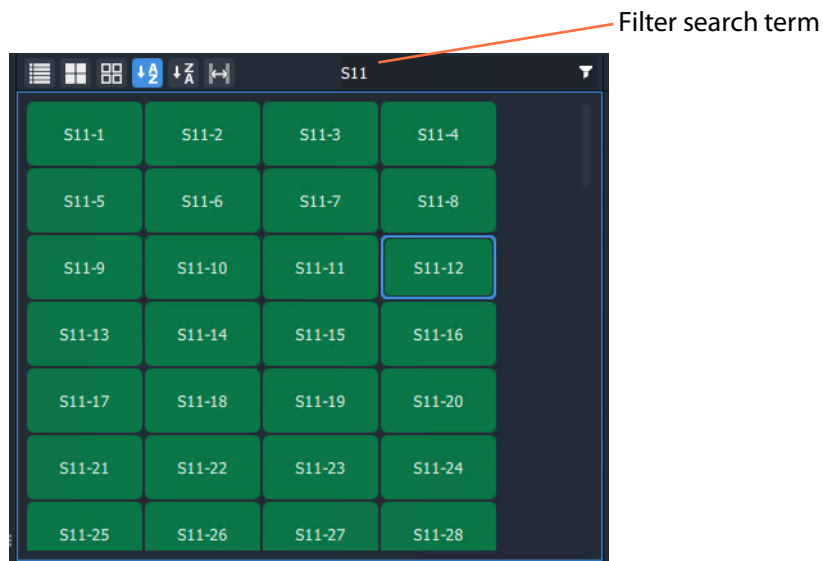 Filter search term
S11
S11-1 S11-2 S11-3 S11-4
S11-5 S11-6 S11-7 S11-8
S11-9 S11-10 S11-11 S11-12
S11-13 S11-14 S11-15 S11-16
S11-17 S11-18 S11-19 S11-20
S11-21 S11-22 S11-23 S11-24
S11-25 S11-26 S11-27 S11-28